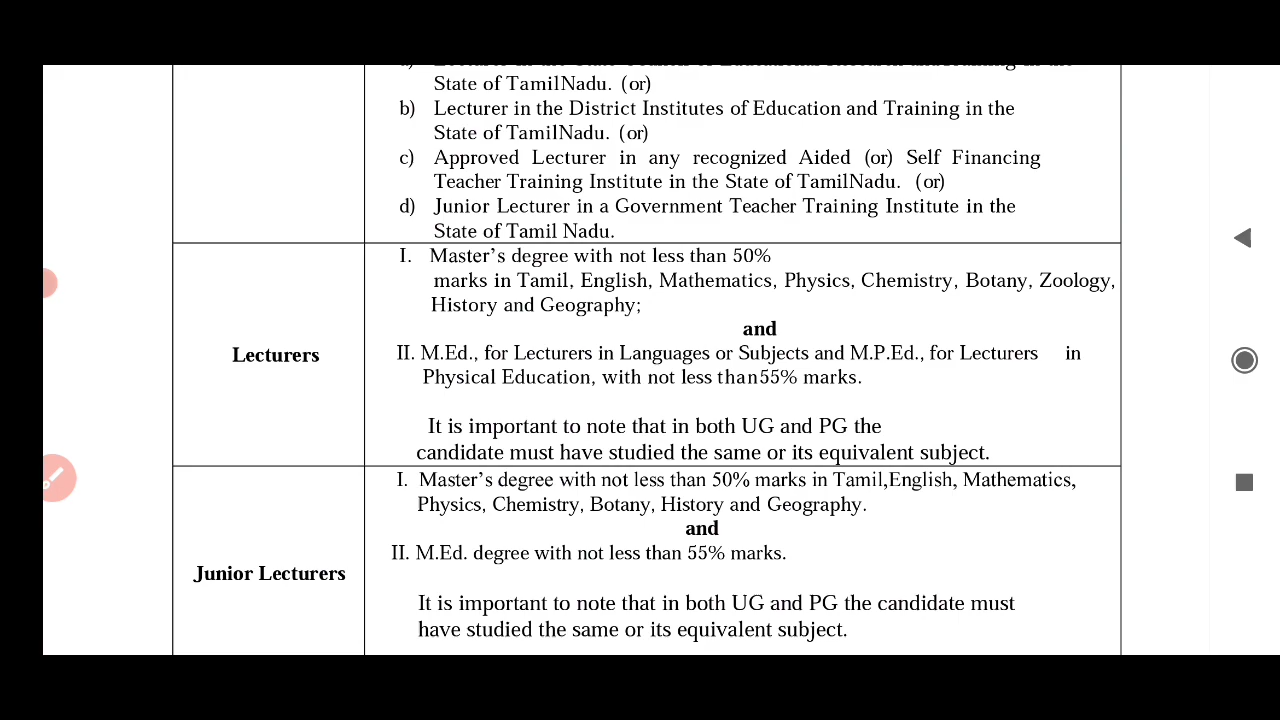 State of TamilNadu. (or)
b) Lecturer in the District Institutes of Education and Training in the
State of TamilNadu. (or)
c) Approved Lecturer in any recognized Aided (or) Self Financing
Teacher Training Institute in the State of TamilNadu. (or)
d) Junior Lecturer in a Government Teacher Training Institute in the
State of Tamil Nadu.
Lecturers
I. Master's degree with not less than 50%
marks in Tamil, English, Mathematics, Physics, Chemistry, Botany, Zoology,
History and Geography;
and
II. M.Ed., for Lecturers in Languages or Subjects and M.P.Ed., for Lecturers in
Physical Education, with not less than55% marks.
It is important to note that in both UG and PG the
candidate must have studied the same or its equivalent subject.
Junior Lecturers
I. Master's degree with not less than 50% marks in Tamil,English, Mathematics,
Physics, Chemistry, Botany, History and Geography.
and
II. M.Ed. degree with not less than 55% marks.
It is important to note that in both UG and PG the candidate must
have studied the same or its equivalent subject.